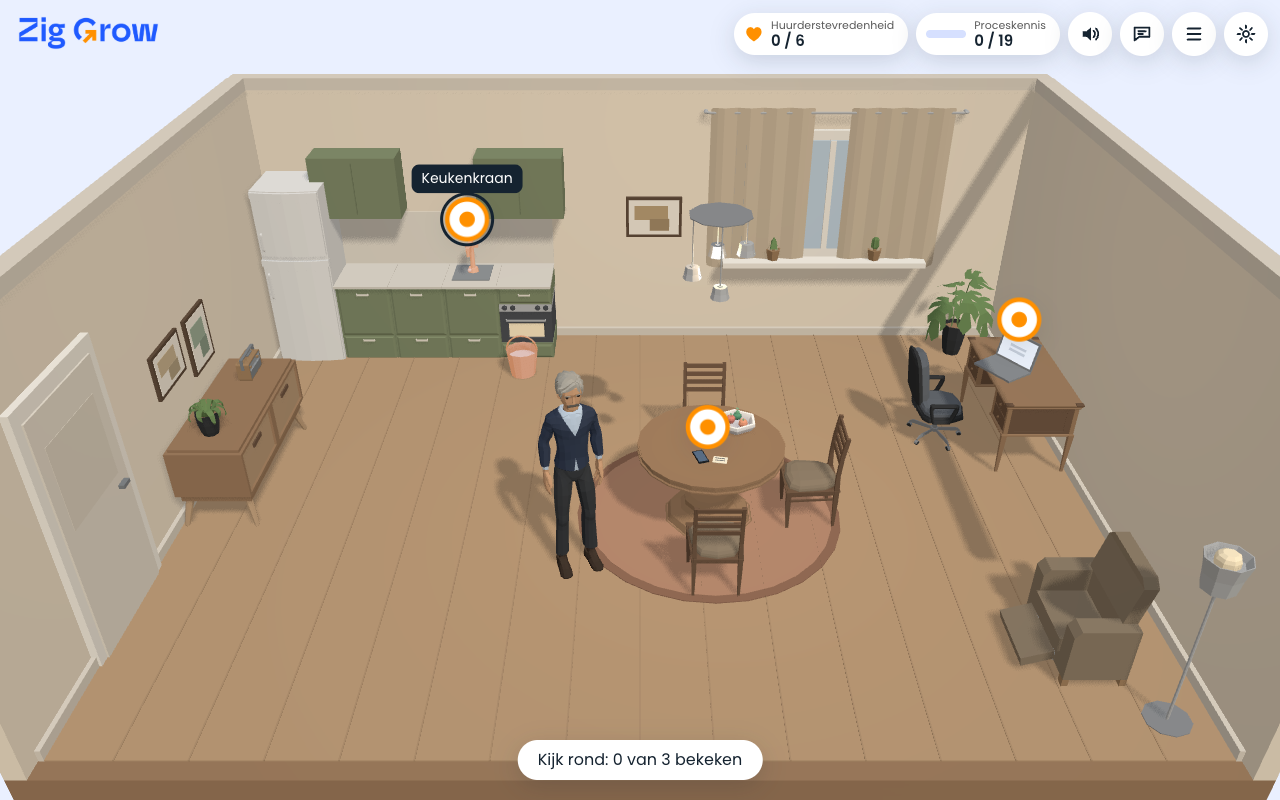 Zig Grow
Huurderstevredenheid
0 / 6
Proceskennis
0 / 19
Keukenkraan
Kijk rond: 0 van 3 bekeken